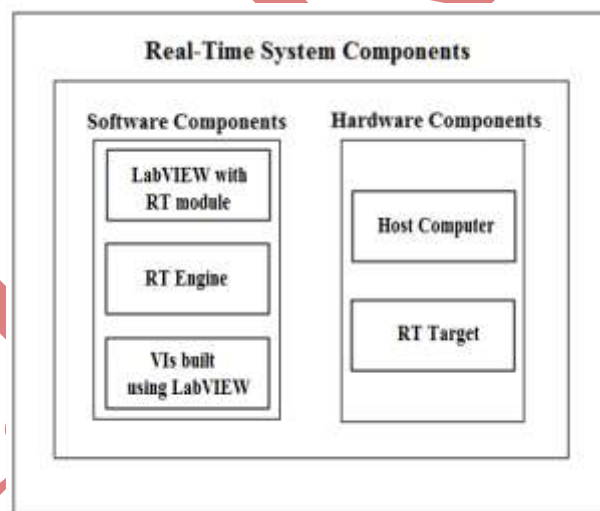 Real-Time System Components
Software Components
LabVIEW with
RT module
RT Engine
VIs built
using LabVIEW
Hardware Components
Host Computer
RT Target